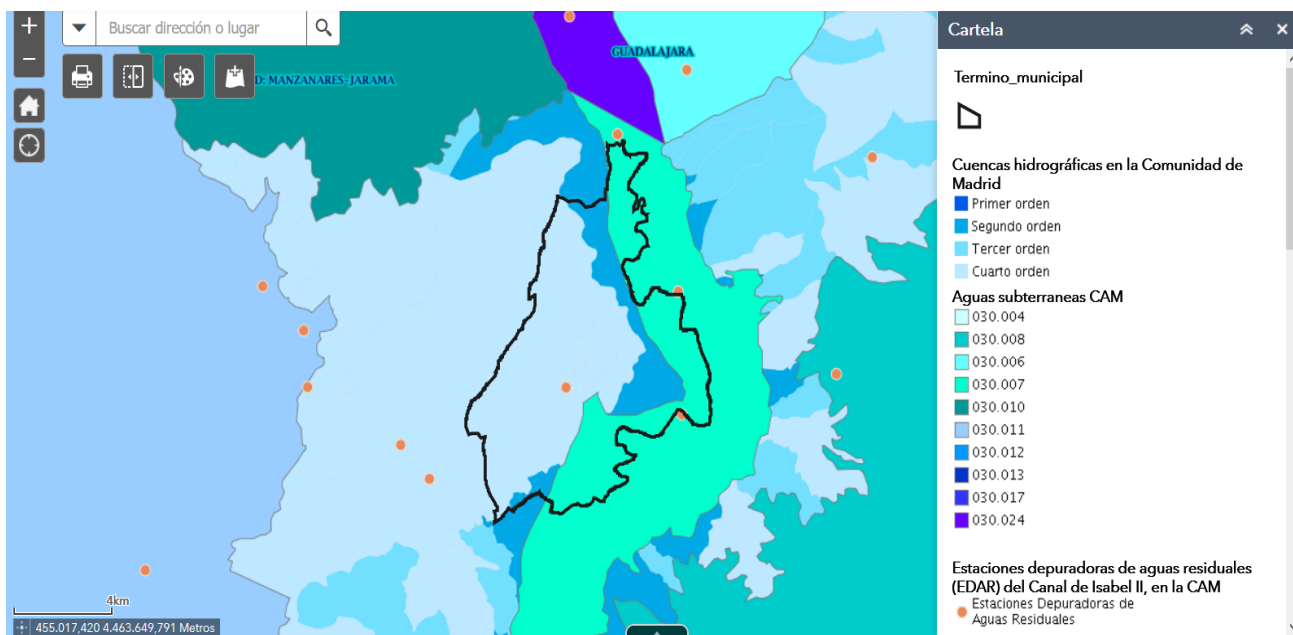 +
Buscar dirección o lugar
−
GUADALAJARA
D: MANZANARES-JARAMA
4km
455.017,420 4.463.649,791 Metros
Cartela
Termino_municipal
Cuencas hidrográficas en la Comunidad de
Madrid
Primer orden
Segundo orden
Tercer orden
Cuarto orden
Aguas subterraneas CAM
030.004
030.008
030.006
030.007
030.010
030.011
030.012
030.013
030.017
030.024
Estaciones depuradoras de aguas residuales
(EDAR) del Canal de Isabel II, en la CAM
Estaciones Depuradoras de
Aguas Residuales